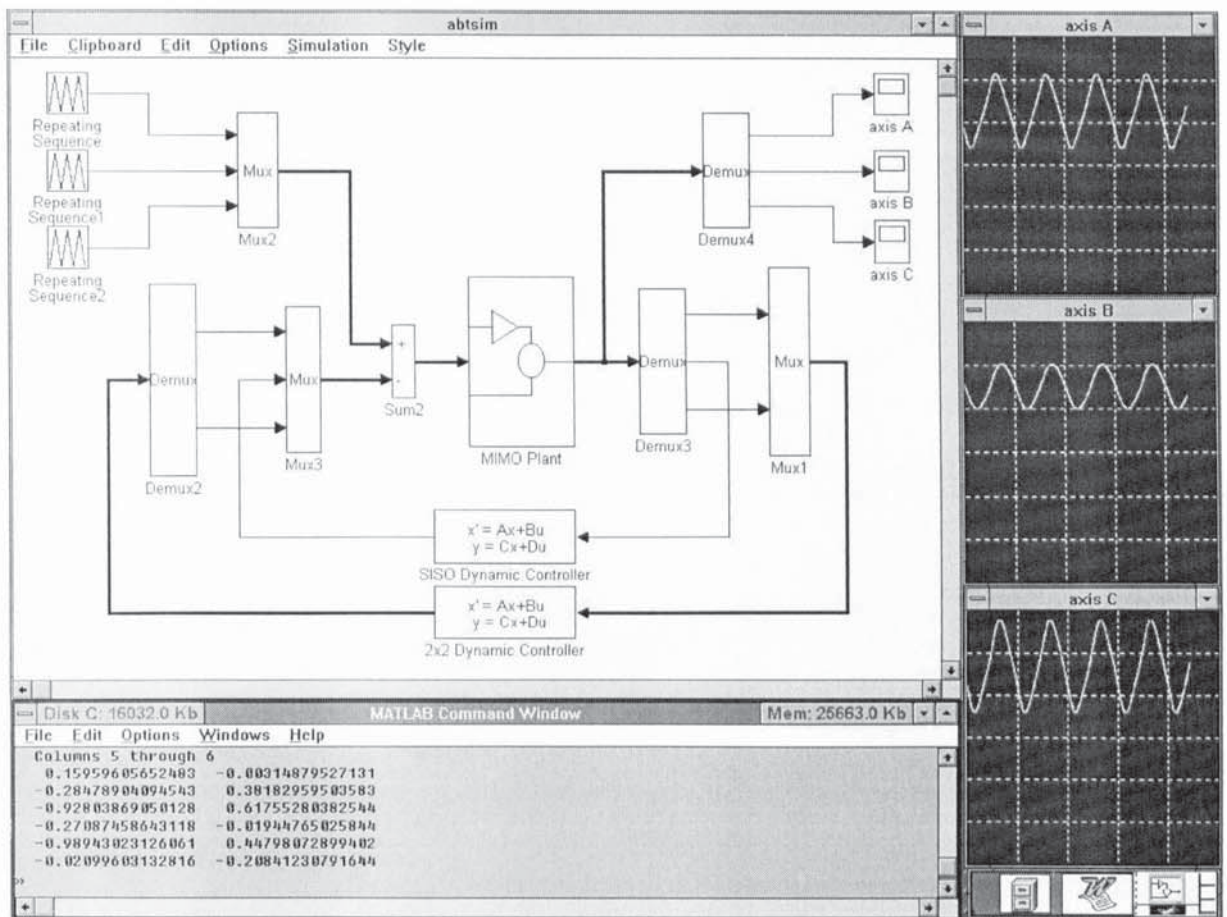 abtsim
File Clipboard Edit Options Simulation Style
Repeating
Sequence
Repeating
Sequence1
Repeating
Sequence2
Mux
Mux2
Demux
Demux4
axis A
axis B
axis C
Demux
Demux2
Mux
Mux3
+
-
Sum2
MIMO Plant
Demux
Demux3
Mux
Mux1
x' = Ax+Bu
y = Cx+Du
SISO Dynamic Controller
x' = Ax+Bu
y = Cx+Du
2x2 Dynamic Controller
axis A
axis B
axis C
Disk C: 16032.0 Kb MATLAB Command Window Mem: 25663.0 Kb
File Edit Options Windows Help
Columns 5 through 6
0.15959605652483 -0.00314879527131
-0.28478904094543 0.38182959503583
-0.92803869050128 0.61755280382544
-0.27087458643118 -0.01944765025844
-0.98943023126061 0.44798072899402
-0.02099603132816 -0.20841230791644
>>